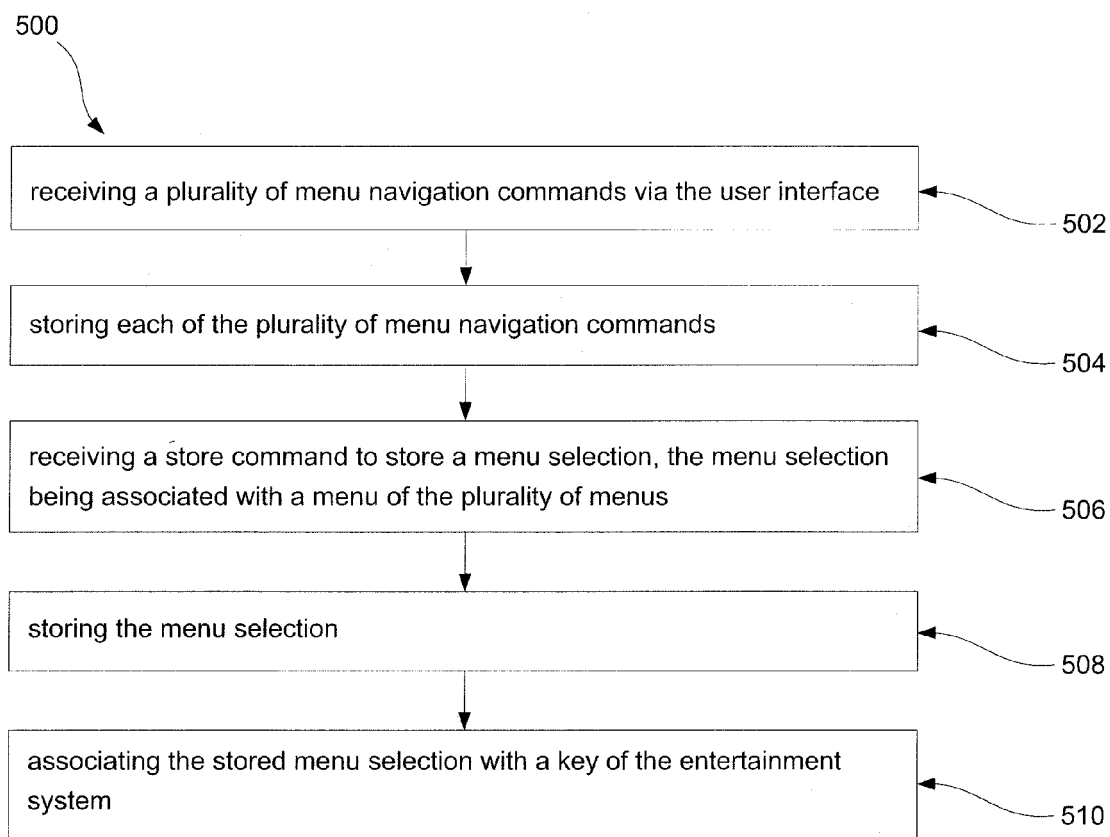 500
receiving a plurality of menu navigation commands via the user interface
502
storing each of the plurality of menu navigation commands
504
receiving a store command to store a menu selection, the menu selection
being associated with a menu of the plurality of menus
506
storing the menu selection
508
associating the stored menu selection with a key of the entertainment
system
510